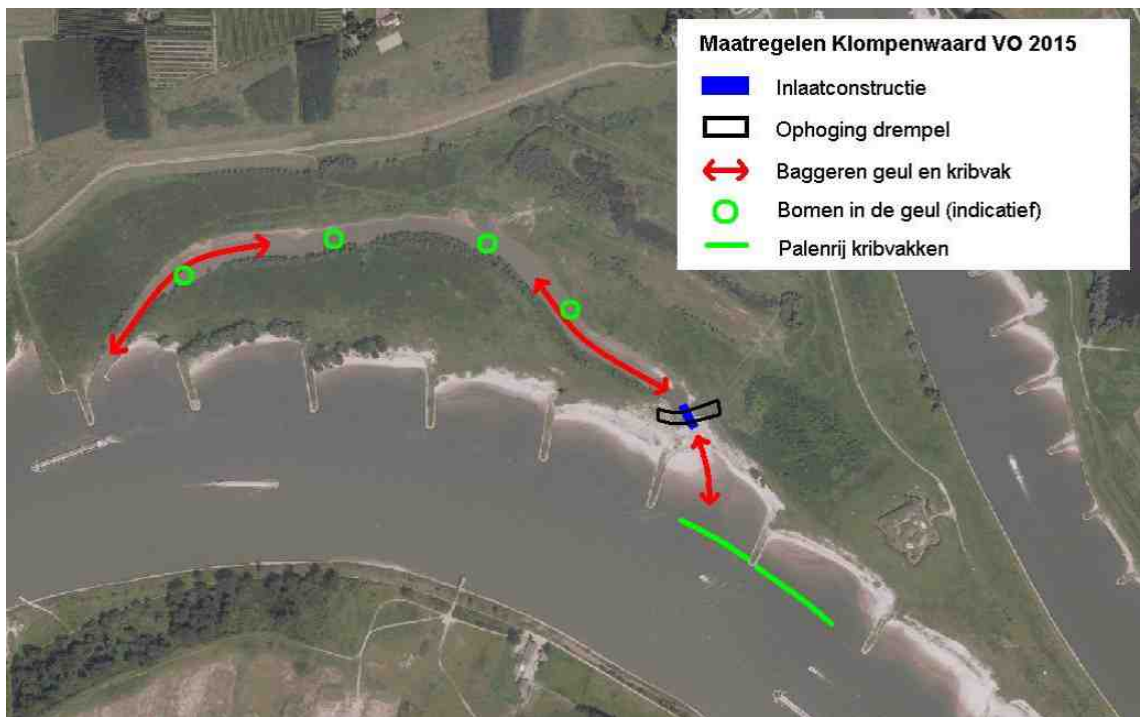 Maatregelen Klompenwaard VO 2015
Inlaatconstructie
Ophoging drempel
Baggeren geul en kribvak
Bomen in de geul (indicatief)
Palenrij kribvakken